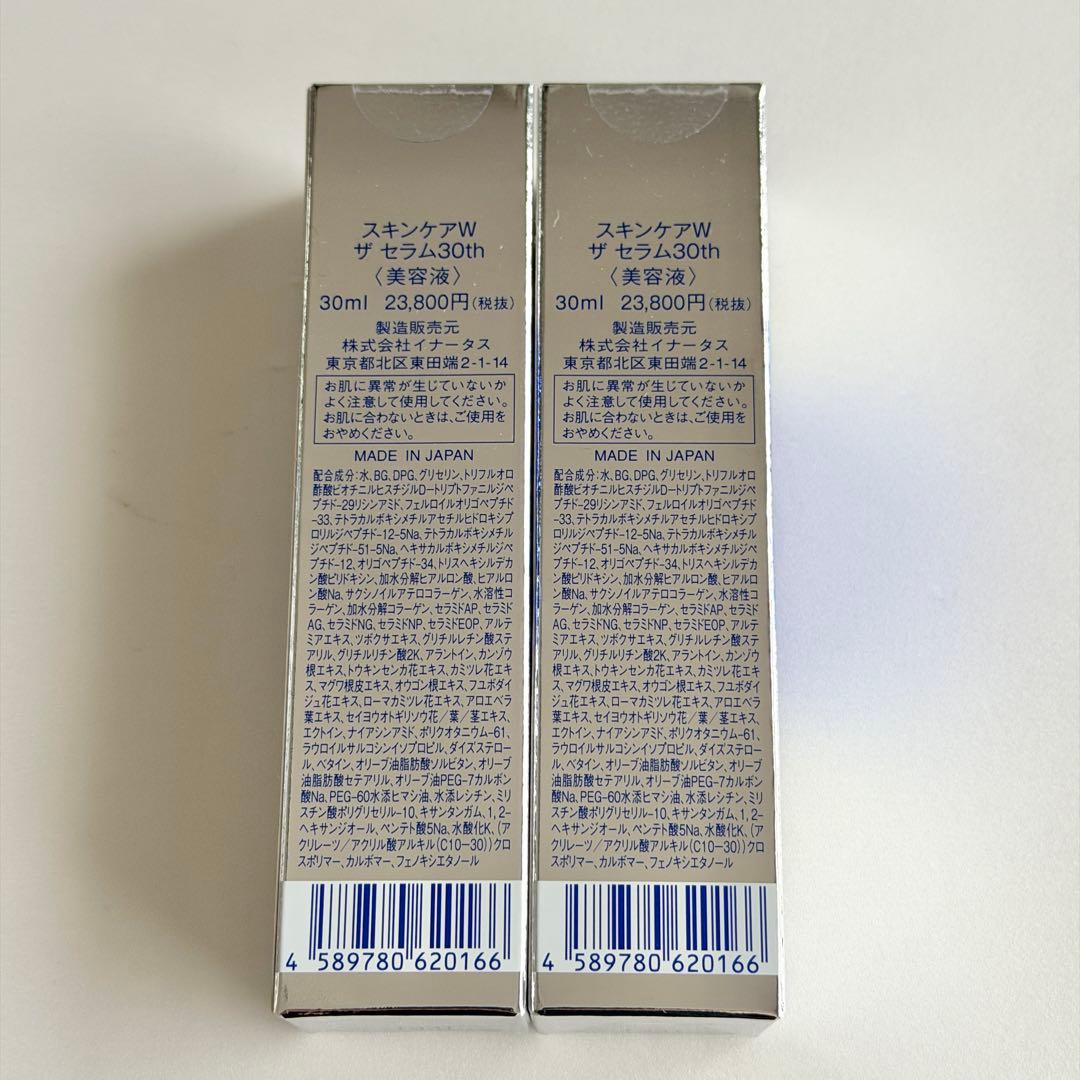 スキンケアW
ザ セラム30th
〈美容液〉
30ml 23,800円(税抜)
製造販売元
株式会社イナータス
東京都北区東田端2-1-14
お肌に異常が生じていないか
よく注意して使用してください。
お肌に合わないときは、ご使用を
おやめください。
MADE IN JAPAN
配合成分:水、BG、DPG、グリセリン、トリフルオロ
酢酸ビオチニルヒスチジルD-トリプトファニルジペ
プチド-29リシンアミド、フェルロイルオリゴペプチド
-33、テトラカルボキシメチルアセチルヒドロキシプ
ロリルジペプチド-12-5Na、テトラカルボキシメチル
ジペプチド-51-5Na、ヘキサカルボキシメチルジペ
プチド-12、オリゴペプチド-34、トリスヘキシルデカ
ン酸ピリドキシン、加水分解ヒアルロン酸、ヒアルロ
ン酸Na、サクシノイルアテロコラーゲン、水溶性コ
ラーゲン、加水分解コラーゲン、セラミドAP、セラミド
AG、セラミドNG、セラミドNP、セラミドEOP、アルテ
ミアエキス、ツボクサエキス、グリチルレチン酸ステ
アリル、グリチルリチン酸2K、アラントイン、カンゾウ
根エキス、トウキンセンカ花エキス、カミツレ花エキ
ス、マグワ根皮エキス、オウゴン根エキス、フユボダイ
ジュ花エキス、ローマカミツレ花エキス、アロエベラ
葉エキス、セイヨウオトギリソウ花/葉/茎エキス、
エクトイン、ナイアシンアミド、ポリクオタニウム-61、
ラウロイルサルコシンイソプロピル、ダイズステロー
ル、ベタイン、オリーブ油脂肪酸ソルビタン、オリーブ
油脂肪酸セテアリル、オリーブ油PEG-7カルボン
酸Na、PEG-60水添ヒマシ油、水添レシチン、ミリ
スチン酸ポリグリセリル-10、キサンタンガム、1,2-
ヘキサンジオール、ペンテト酸5Na、水酸化K、(ア
クリレーツ/アクリル酸アルキル(C10-30))クロ
スポリマー、カルボマー、フェノキシエタノール
4 589780 620166
スキンケアW
ザ セラム30th
〈美容液〉
30ml 23,800円(税抜)
製造販売元
株式会社イナータス
東京都北区東田端2-1-14
お肌に異常が生じていないか
よく注意して使用してください。
お肌に合わないときは、ご使用を
おやめください。
MADE IN JAPAN
配合成分:水、BG、DPG、グリセリン、トリフルオロ
酢酸ビオチニルヒスチジルD-トリプトファニルジペ
プチド-29リシンアミド、フェルロイルオリゴペプチド
-33、テトラカルボキシメチルアセチルヒドロキシプ
ロリルジペプチド-12-5Na、テトラカルボキシメチル
ジペプチド-51-5Na、ヘキサカルボキシメチルジペ
プチド-12、オリゴペプチド-34、トリスヘキシルデカ
ン酸ピリドキシン、加水分解ヒアルロン酸、ヒアルロ
ン酸Na、サクシノイルアテロコラーゲン、水溶性コ
ラーゲン、加水分解コラーゲン、セラミドAP、セラミド
AG、セラミドNG、セラミドNP、セラミドEOP、アルテ
ミアエキス、ツボクサエキス、グリチルレチン酸ステ
アリル、グリチルリチン酸2K、アラントイン、カンゾウ
根エキス、トウキンセンカ花エキス、カミツレ花エキ
ス、マグワ根皮エキス、オウゴン根エキス、フユボダイ
ジュ花エキス、ローマカミツレ花エキス、アロエベラ
葉エキス、セイヨウオトギリソウ花/葉/茎エキス、
エクトイン、ナイアシンアミド、ポリクオタニウム-61、
ラウロイルサルコシンイソプロピル、ダイズステロー
ル、ベタイン、オリーブ油脂肪酸ソルビタン、オリーブ
油脂肪酸セテアリル、オリーブ油PEG-7カルボン
酸Na、PEG-60水添ヒマシ油、水添レシチン、ミリ
スチン酸ポリグリセリル-10、キサンタンガム、1,2-
ヘキサンジオール、ペンテト酸5Na、水酸化K、(ア
クリレーツ/アクリル酸アルキル(C10-30))クロ
スポリマー、カルボマー、フェノキシエタノール
4 589780 620166